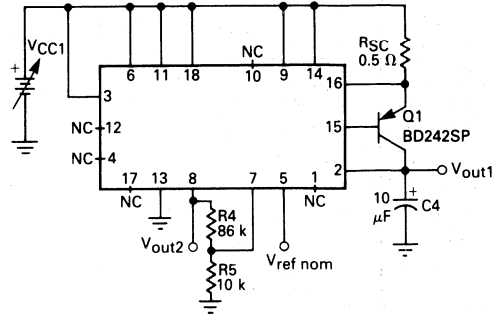 VCC1
+
NC
RSC
0.5 Ω
6 11 18 10 9 14
16
3
Q1
BD242SP
NC 12
15
NC 4
2
Vout1
17 13 8 7 5 1
NC
NC
10 μF
+
C4
R4
86 k
Vout2
Vref nom
R5
10 k